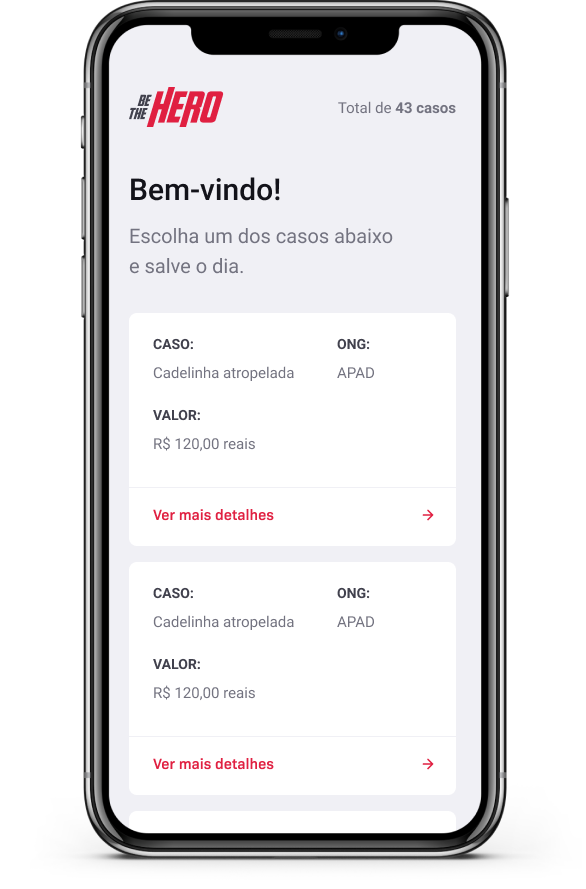 BE
THE HERO
Total de 43 casos
Bem-vindo!
Escolha um dos casos abaixo
e salve o dia.
CASO: ONG:
Cadelinha atropelada APAD
VALOR:
R$ 120,00 reais
Ver mais detalhes →
CASO: ONG:
Cadelinha atropelada APAD
VALOR:
R$ 120,00 reais
Ver mais detalhes →